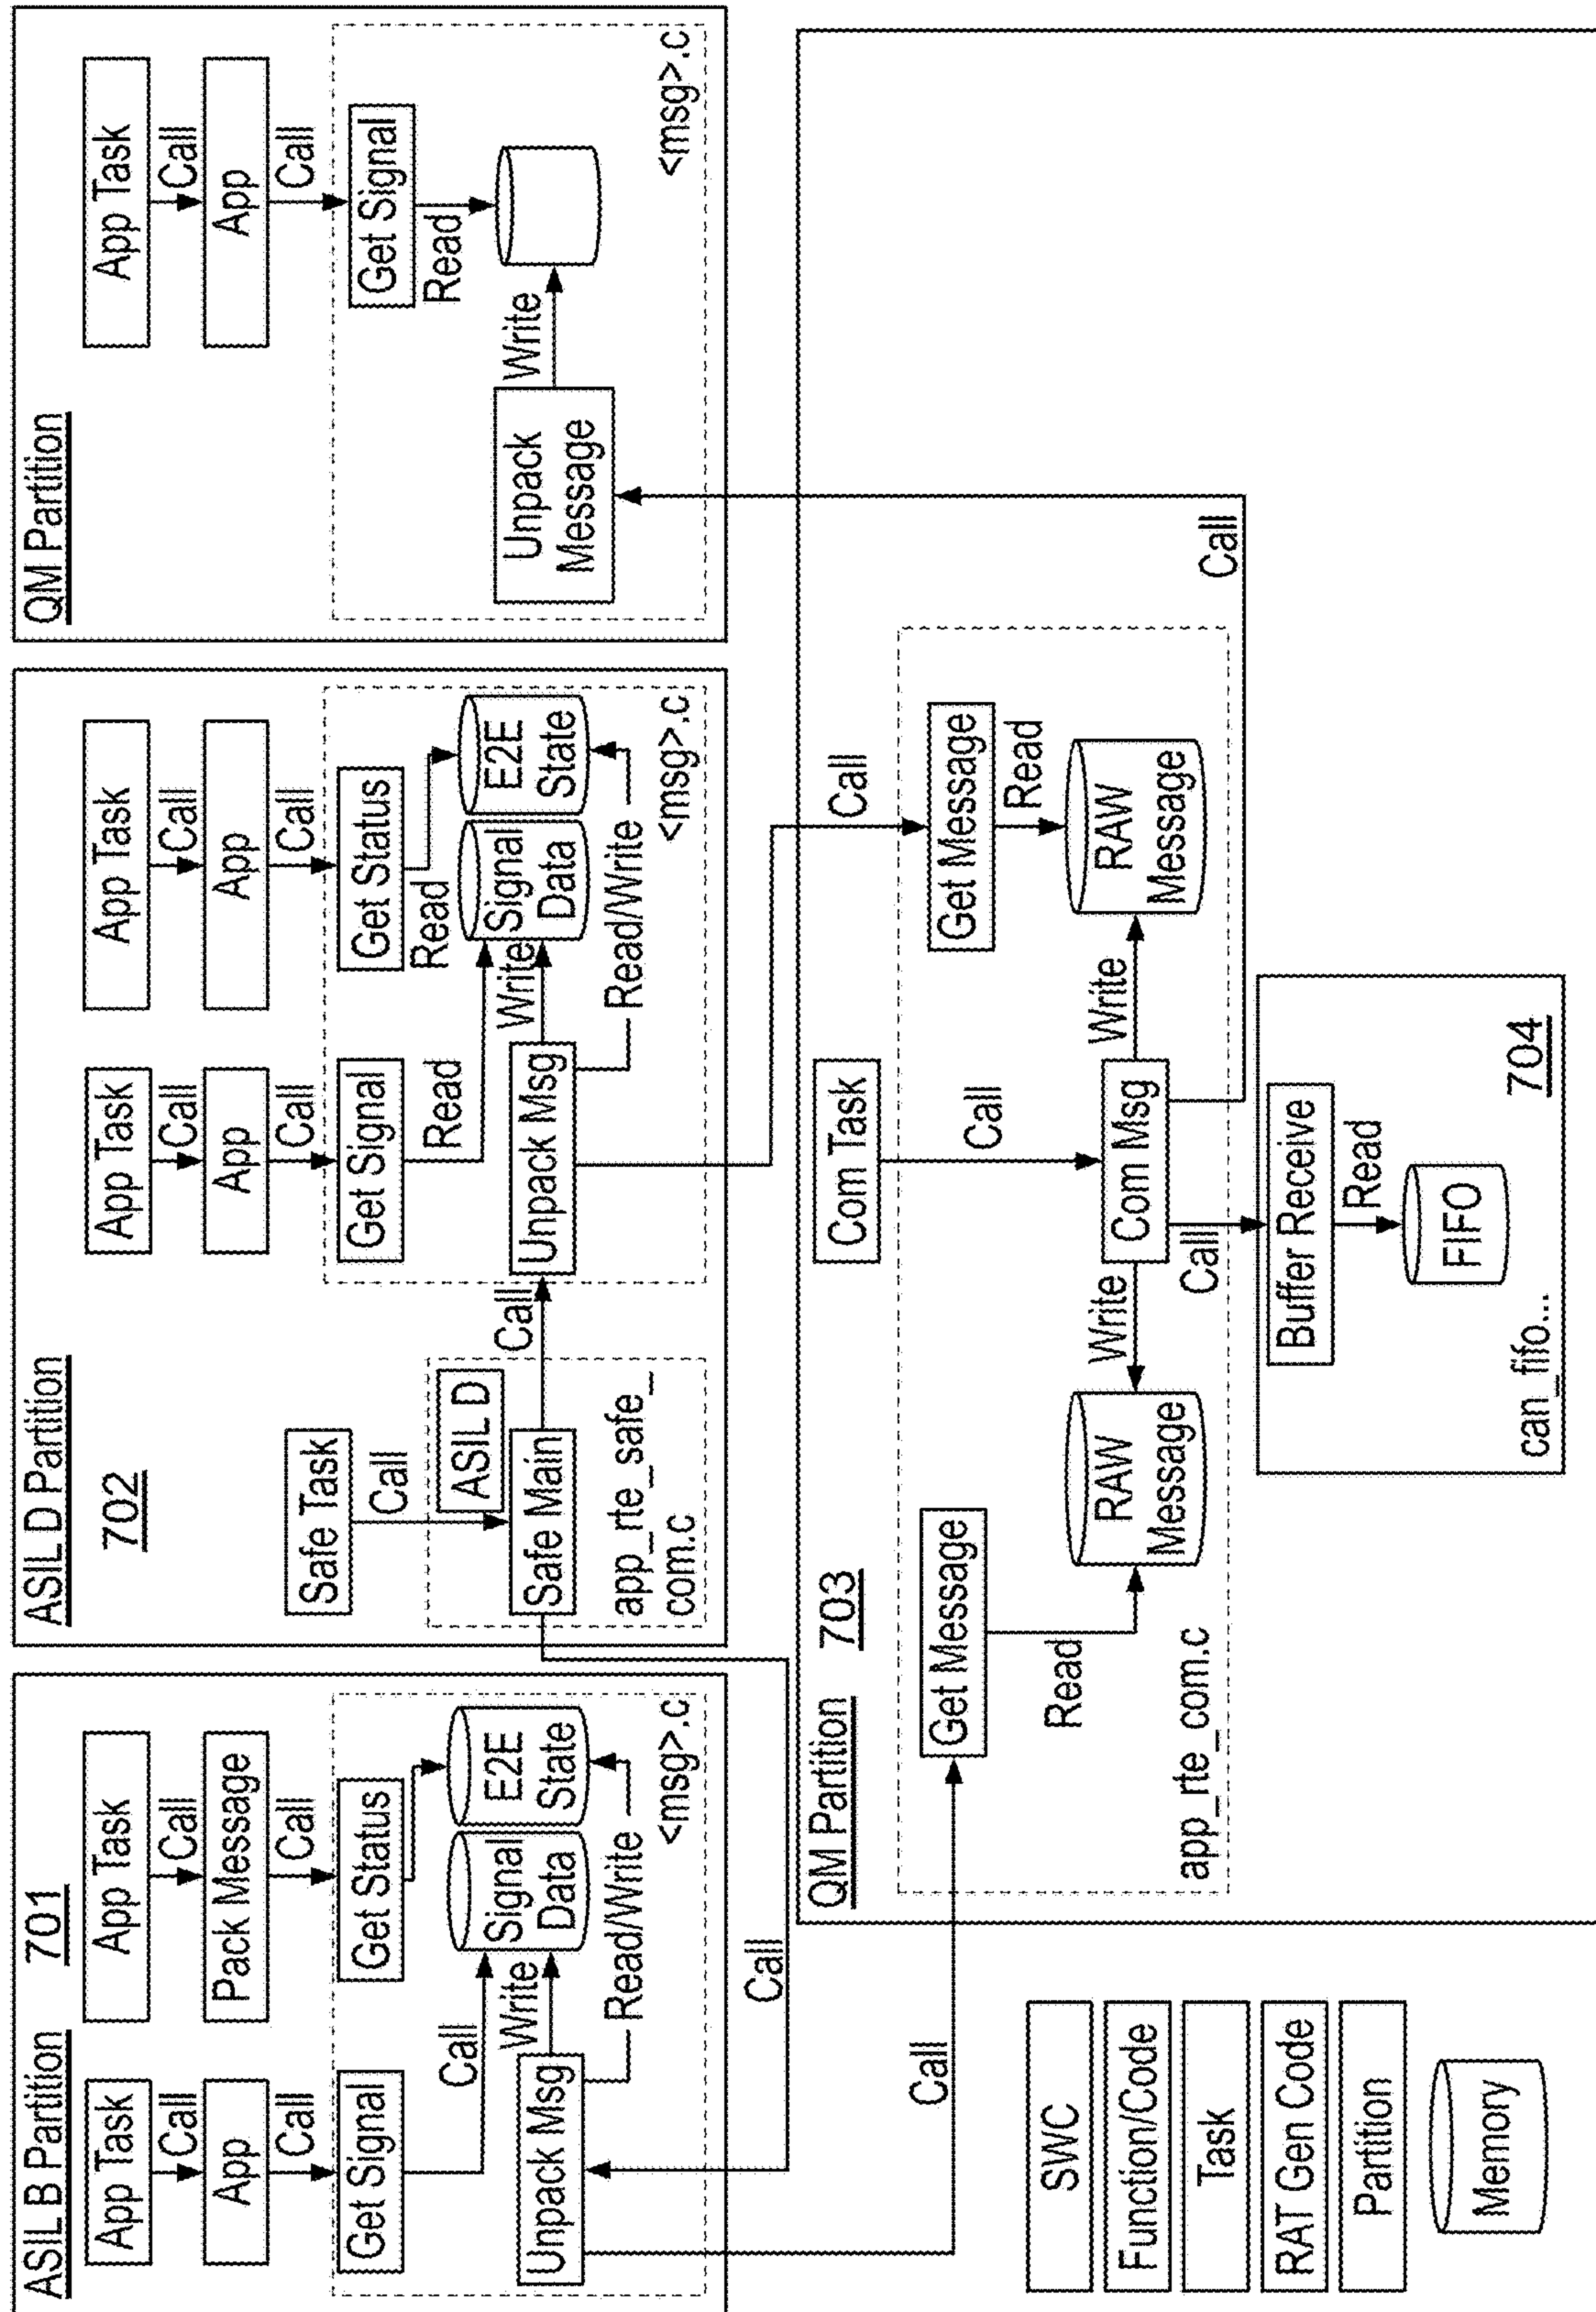 ASIL B Partition
701
App Task
App Task
Call
Call
App
Pack Message
Call
Call
Get Signal
Get Status
Call
Signal
Data
E2E
State
Write
Unpack Msg
Read/Write
<msg>.c
Call
Call
ASIL D Partition
702
Safe Task
Call
ASIL D
Safe Main
app_rte_safe_
com.c
Call
App Task
App Task
Call
Call
App
App
Call
Call
Get Signal
Get Status
Read
Read
Signal
Data
E2E
State
Write
Unpack Msg
Read/Write
<msg>.c
Call
QM Partition
App Task
Call
App
Call
Get Signal
Read
Write
Unpack
Message
<msg>.c
Call
QM Partition
703
Com Task
Call
Get Message
Get Message
Read
Read
RAW
Message
Write
Com Msg
Write
RAW
Message
app_rte_com.c
Call
Buffer Receive
Read
FIFO
can_fifo...
704
SWC
Function/Code
Task
RAT Gen Code
Partition
Memory